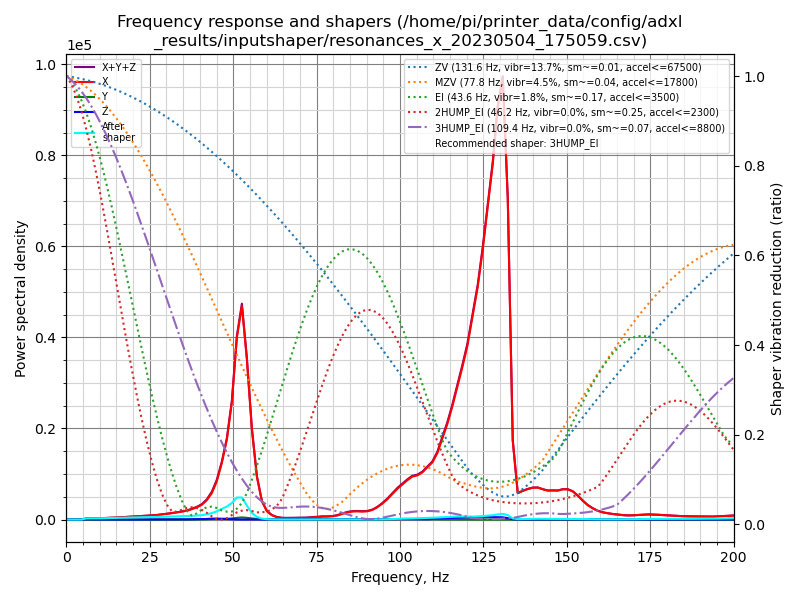 Frequency response and shapers (/home/pi/printer_data/config/adxl
_results/inputshaper/resonances_x_20230504_175059.csv)
1e5
X+Y+Z
X
Y
Z
After
shaper
ZV (131.6 Hz, vibr=13.7%, sm~=0.01, accel<=67500)
MZV (77.8 Hz, vibr=4.5%, sm~=0.04, accel<=17800)
EI (43.6 Hz, vibr=1.8%, sm~=0.17, accel<=3500)
2HUMP_EI (46.2 Hz, vibr=0.0%, sm~=0.25, accel<=2300)
3HUMP_EI (109.4 Hz, vibr=0.0%, sm~=0.07, accel<=8800)
Recommended shaper: 3HUMP_EI
Power spectral density
1.0
0.8
0.6
0.4
0.2
0.0
Shaper vibration reduction (ratio)
1.0
0.8
0.6
0.4
0.2
0.0
0 25 50 75 100 125 150 175 200
Frequency, Hz